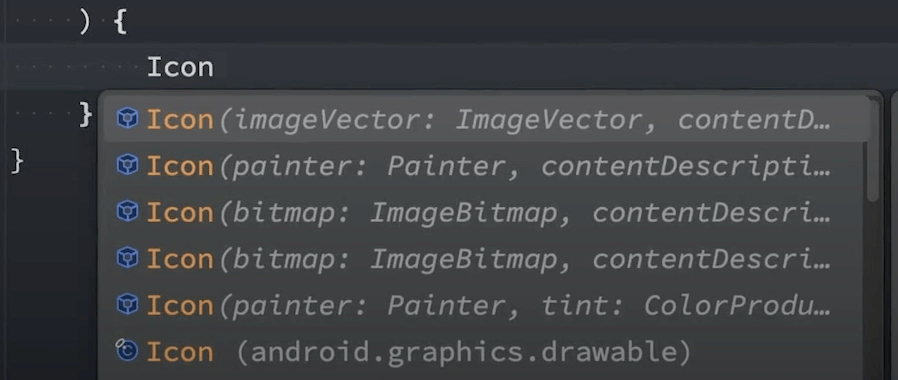 ) {
Icon
}
Icon(imageVector: ImageVector, contentD…
Icon(painter: Painter, contentDescripti…
}
Icon(bitmap: ImageBitmap, contentDescri…
Icon(bitmap: ImageBitmap, contentDescri…
Icon(painter: Painter, tint: ColorProdu…
Icon (android.graphics.drawable)